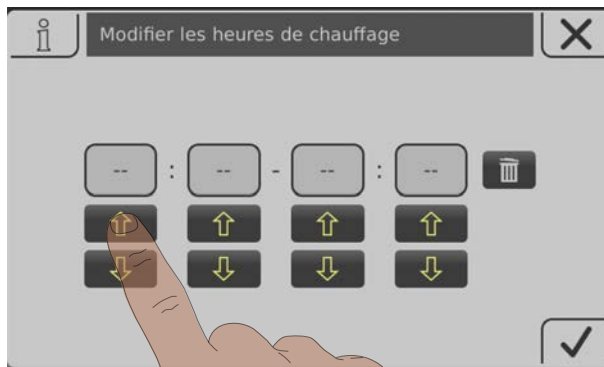 Modifier les heures de chauffage
-- : -- - -- : --